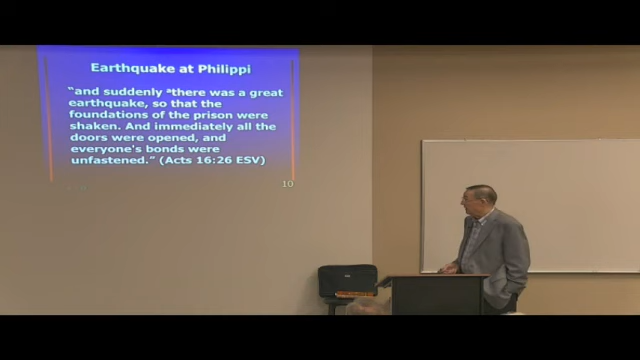 Earthquake at Philippi
“and suddenly ᵃthere was a great
earthquake, so that the
foundations of the prison were
shaken. And immediately all the
doors were opened, and
everyone's bonds were
unfastened.” (Acts 16:26 ESV)
10